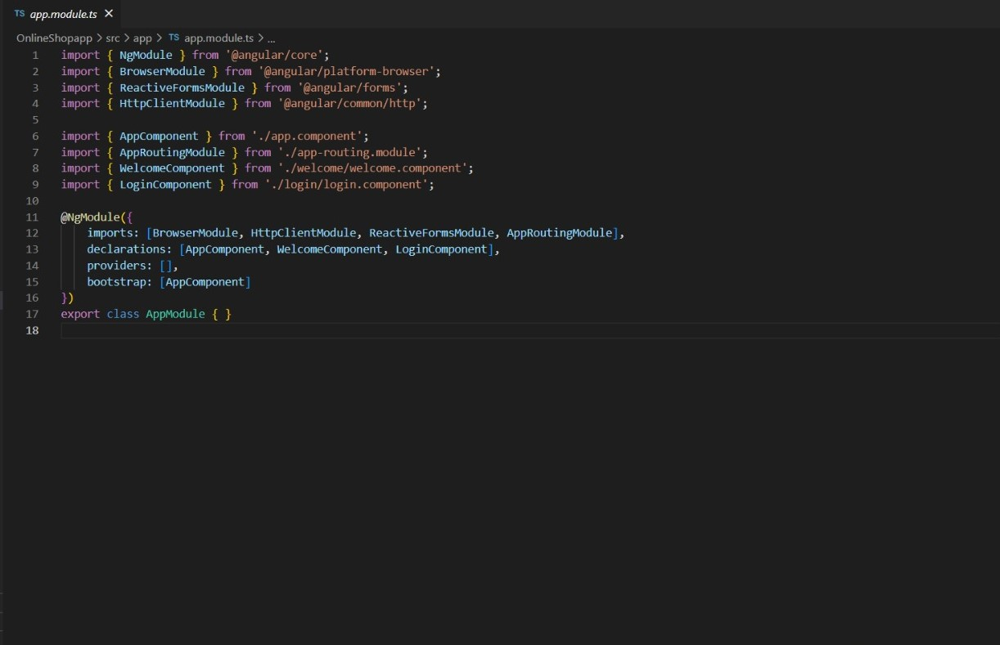 TS app.module.ts ×
OnlineShopapp > src > app > TS app.module.ts > ...
1 import { NgModule } from '@angular/core';
2 import { BrowserModule } from '@angular/platform-browser';
3 import { ReactiveFormsModule } from '@angular/forms';
4 import { HttpClientModule } from '@angular/common/http';
5
6 import { AppComponent } from './app.component';
7 import { AppRoutingModule } from './app-routing.module';
8 import { WelcomeComponent } from './welcome/welcome.component';
9 import { LoginComponent } from './login/login.component';
10
11 @NgModule({
12     imports: [BrowserModule, HttpClientModule, ReactiveFormsModule, AppRoutingModule],
13     declarations: [AppComponent, WelcomeComponent, LoginComponent],
14     providers: [],
15     bootstrap: [AppComponent]
16 })
17 export class AppModule { }
18